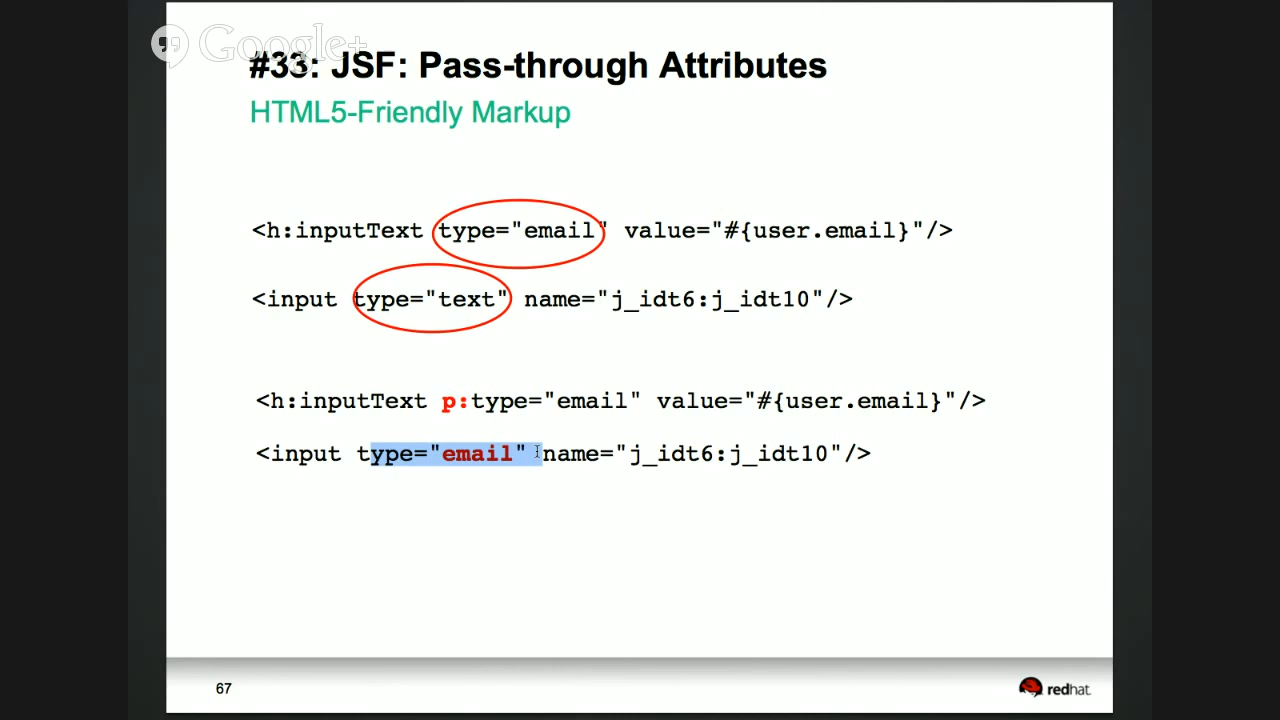 Google+
#33: JSF: Pass-through Attributes
HTML5-Friendly Markup
<h:inputText type="email" value="#{user.email}"/>
<input type="text" name="j_idt6:j_idt10"/>
<h:inputText p:type="email" value="#{user.email}"/>
<input type="email" name="j_idt6:j_idt10"/>
67
redhat.